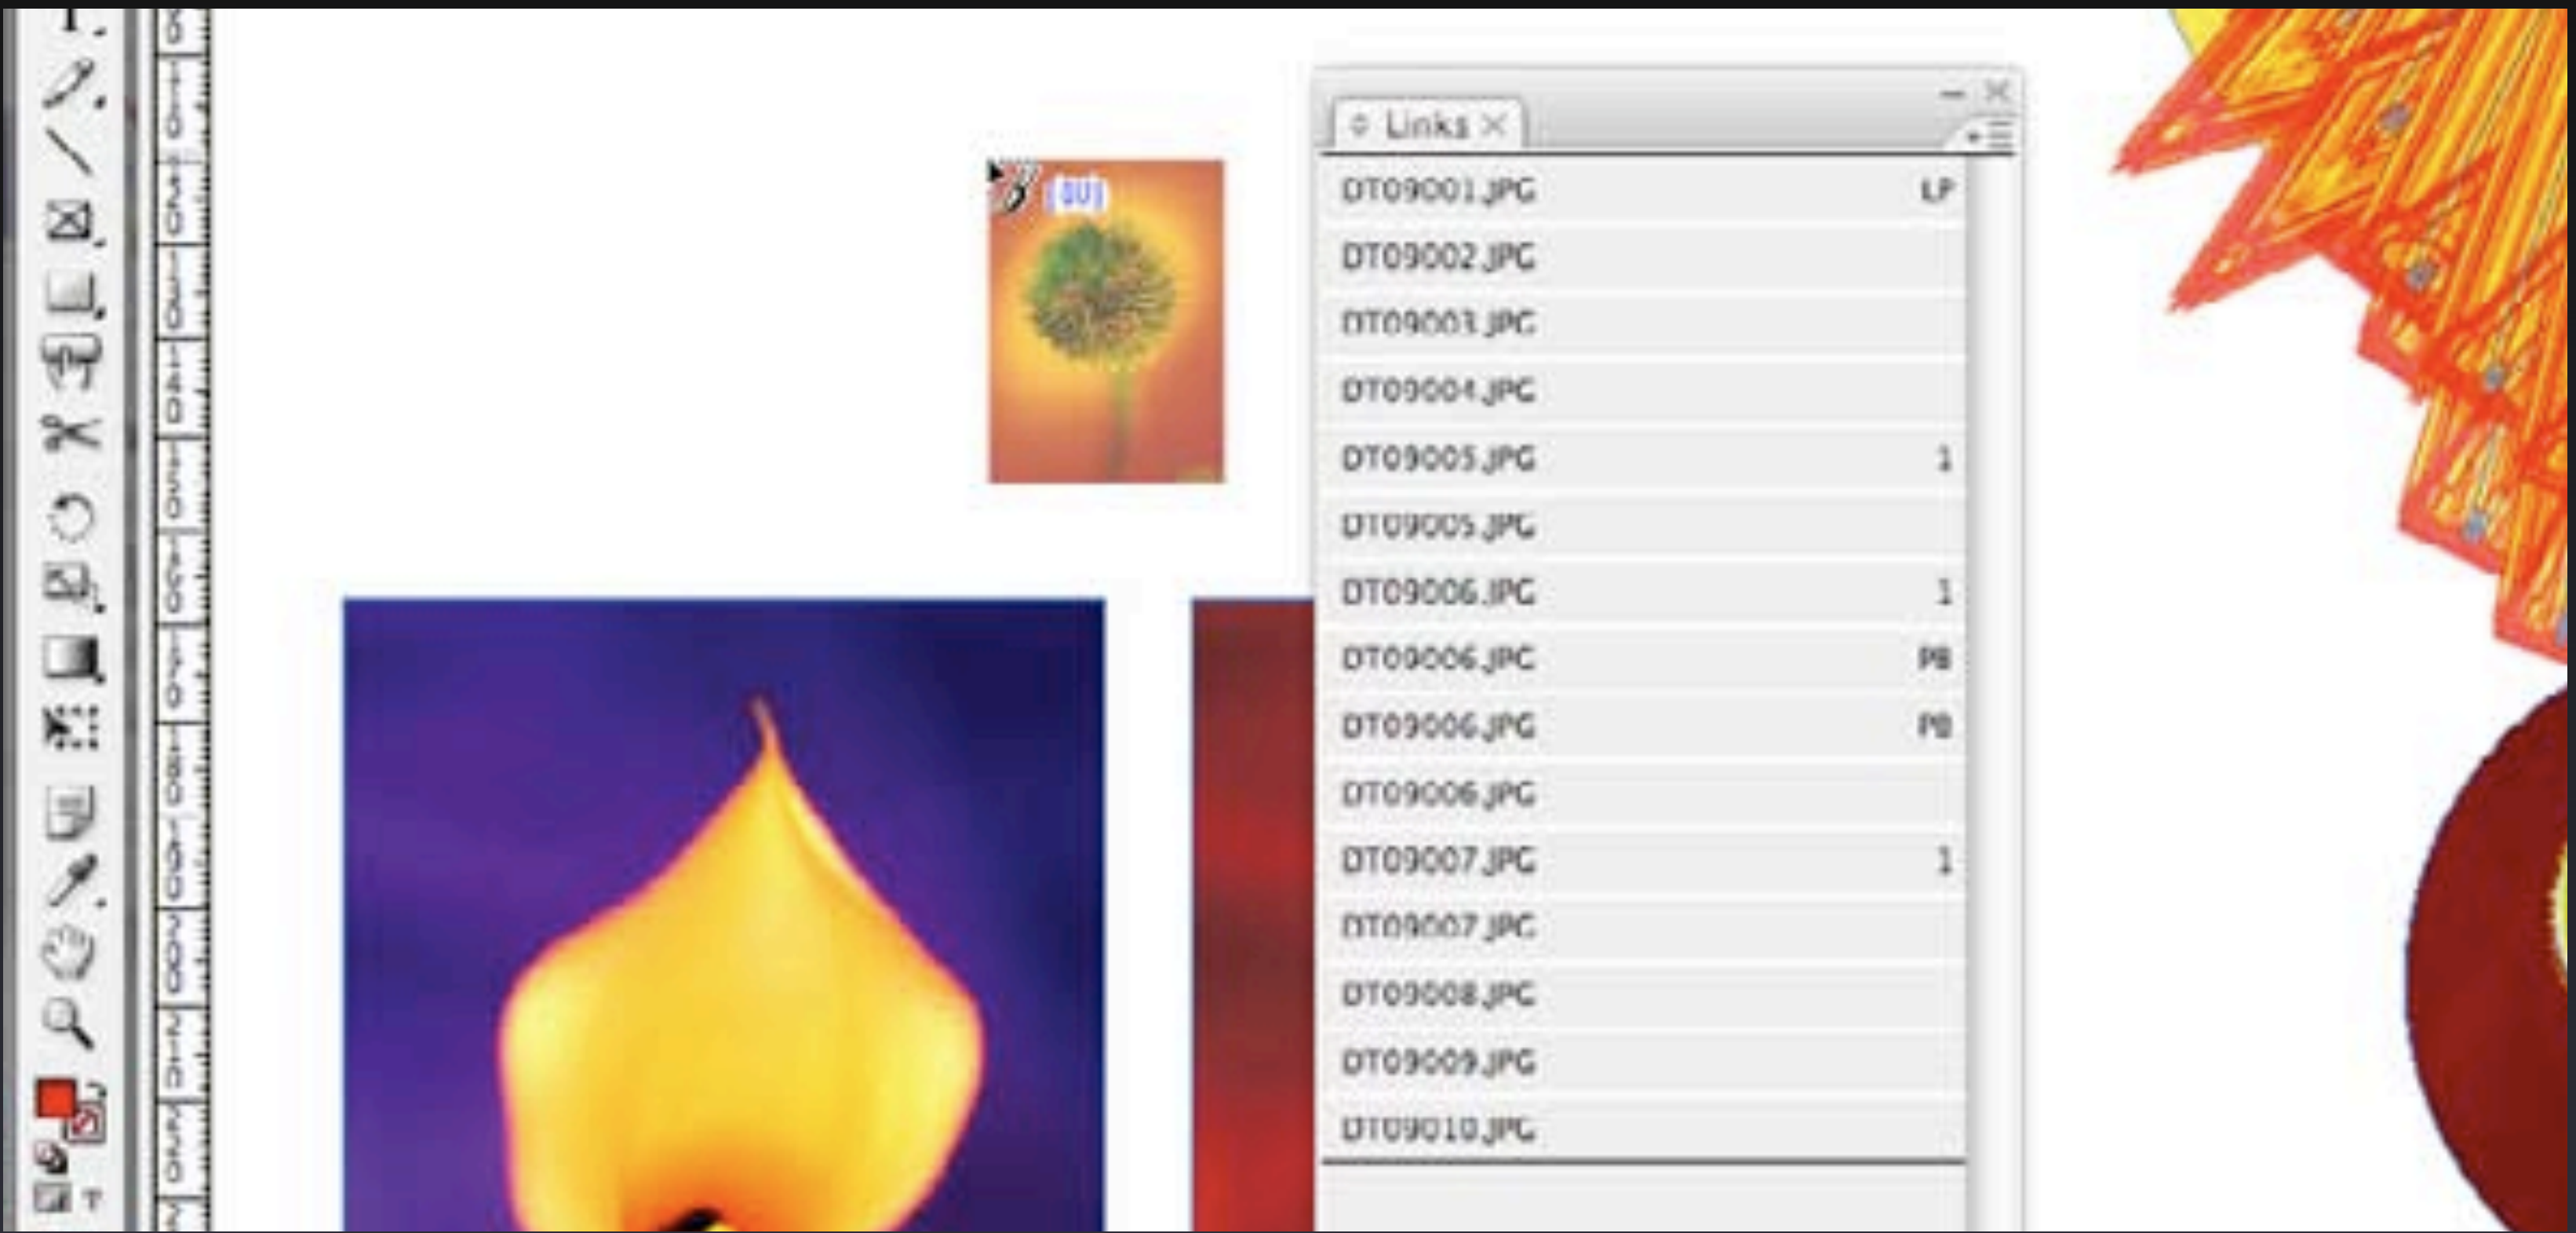 Links
DT09001.JPG LP
DT09002.JPG
DT09003.JPG
DT09004.JPG
DT09005.JPG 1
DT09005.JPG
DT09006.JPG 1
DT09006.JPG PB
DT09006.JPG PB
DT09006.JPG
DT09007.JPG 1
DT09007.JPG
DT09008.JPG
DT09009.JPG
DT09010.JPG